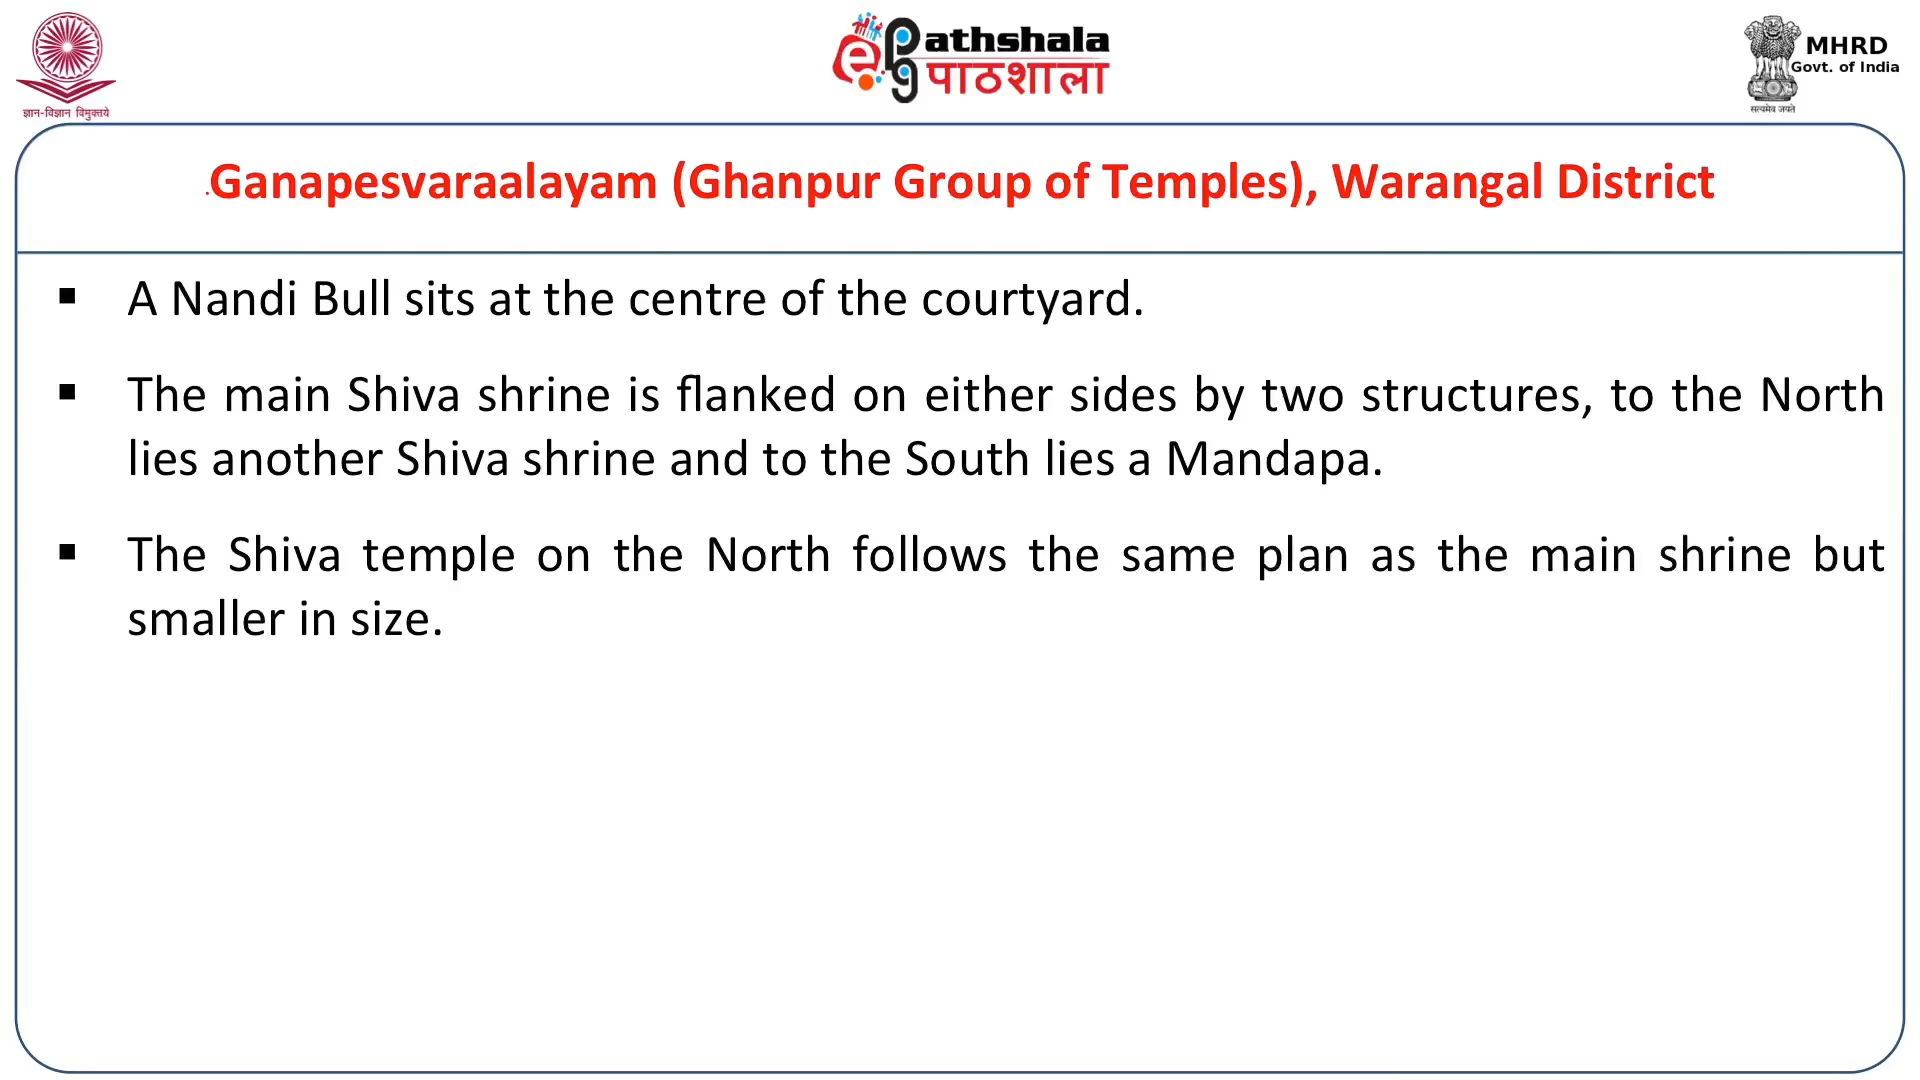 ज्ञान-विज्ञान विमुक्तये
e
Pathshala
पाठशाला
pg
MHRD
Govt. of India
सत्यमेव जयते
.Ganapesvaraalayam (Ghanpur Group of Temples), Warangal District
▪ A Nandi Bull sits at the centre of the courtyard.
▪ The main Shiva shrine is flanked on either sides by two structures, to the North
lies another Shiva shrine and to the South lies a Mandapa.
▪ The Shiva temple on the North follows the same plan as the main shrine but
smaller in size.